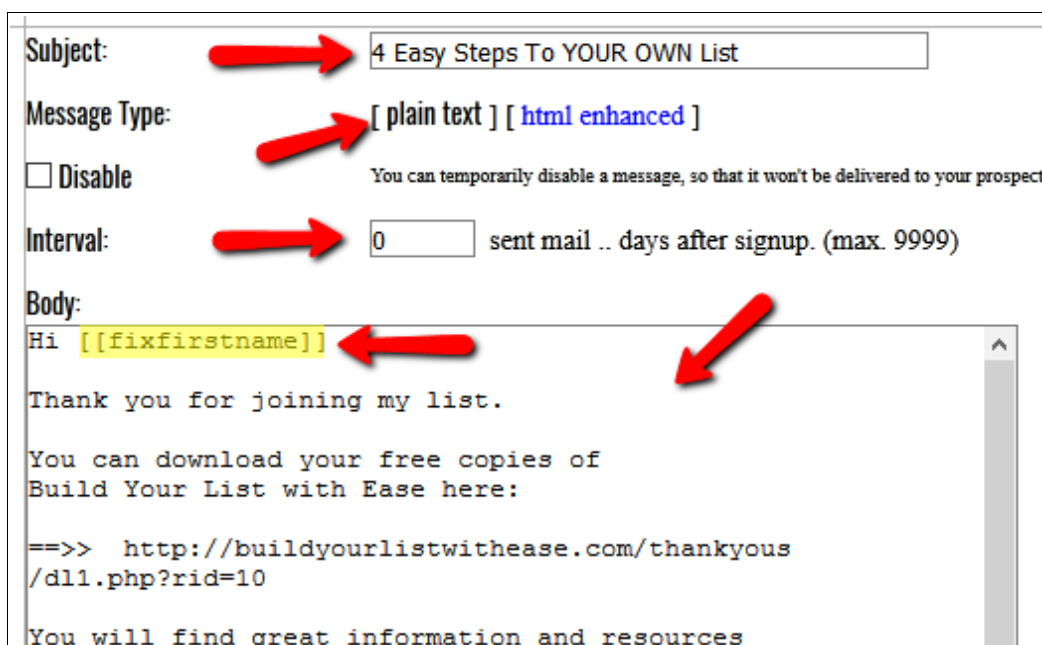 Subject: 4 Easy Steps To YOUR OWN List
Message Type: [ plain text ] [ html enhanced ]
Disable You can temporarily disable a message, so that it won't be delivered to your prospect
Interval: 0 sent mail .. days after signup. (max. 9999)
Body:
Hi [[fixfirstname]]
Thank you for joining my list.
You can download your free copies of
Build Your List with Ease here:
==>> http://buildyourlistwithease.com/thankyous
/dl1.php?rid=10
You will find great information and resources